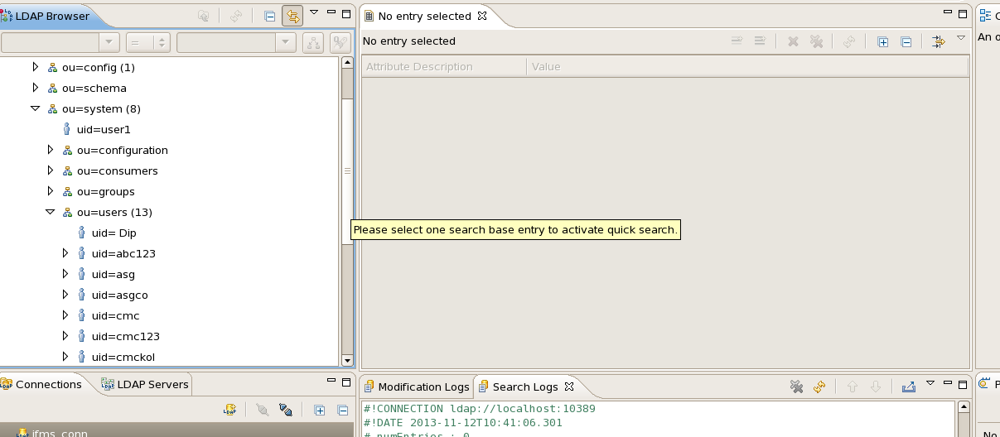 LDAP Browser
=
ou=config (1)
ou=schema
ou=system (8)
uid=user1
ou=configuration
ou=consumers
ou=groups
ou=users (13)
uid= Dip
uid=abc123
uid=asg
uid=asgco
uid=cmc
uid=cmc123
uid=cmckol
No entry selected
No entry selected
Attribute Description
Value
Please select one search base entry to activate quick search.
An o
Connections
LDAP Servers
ifms_conn
Modification Logs
Search Logs
#!CONNECTION ldap://localhost:10389
#!DATE 2013-11-12T10:41:06.301
# numEntries : 0
No